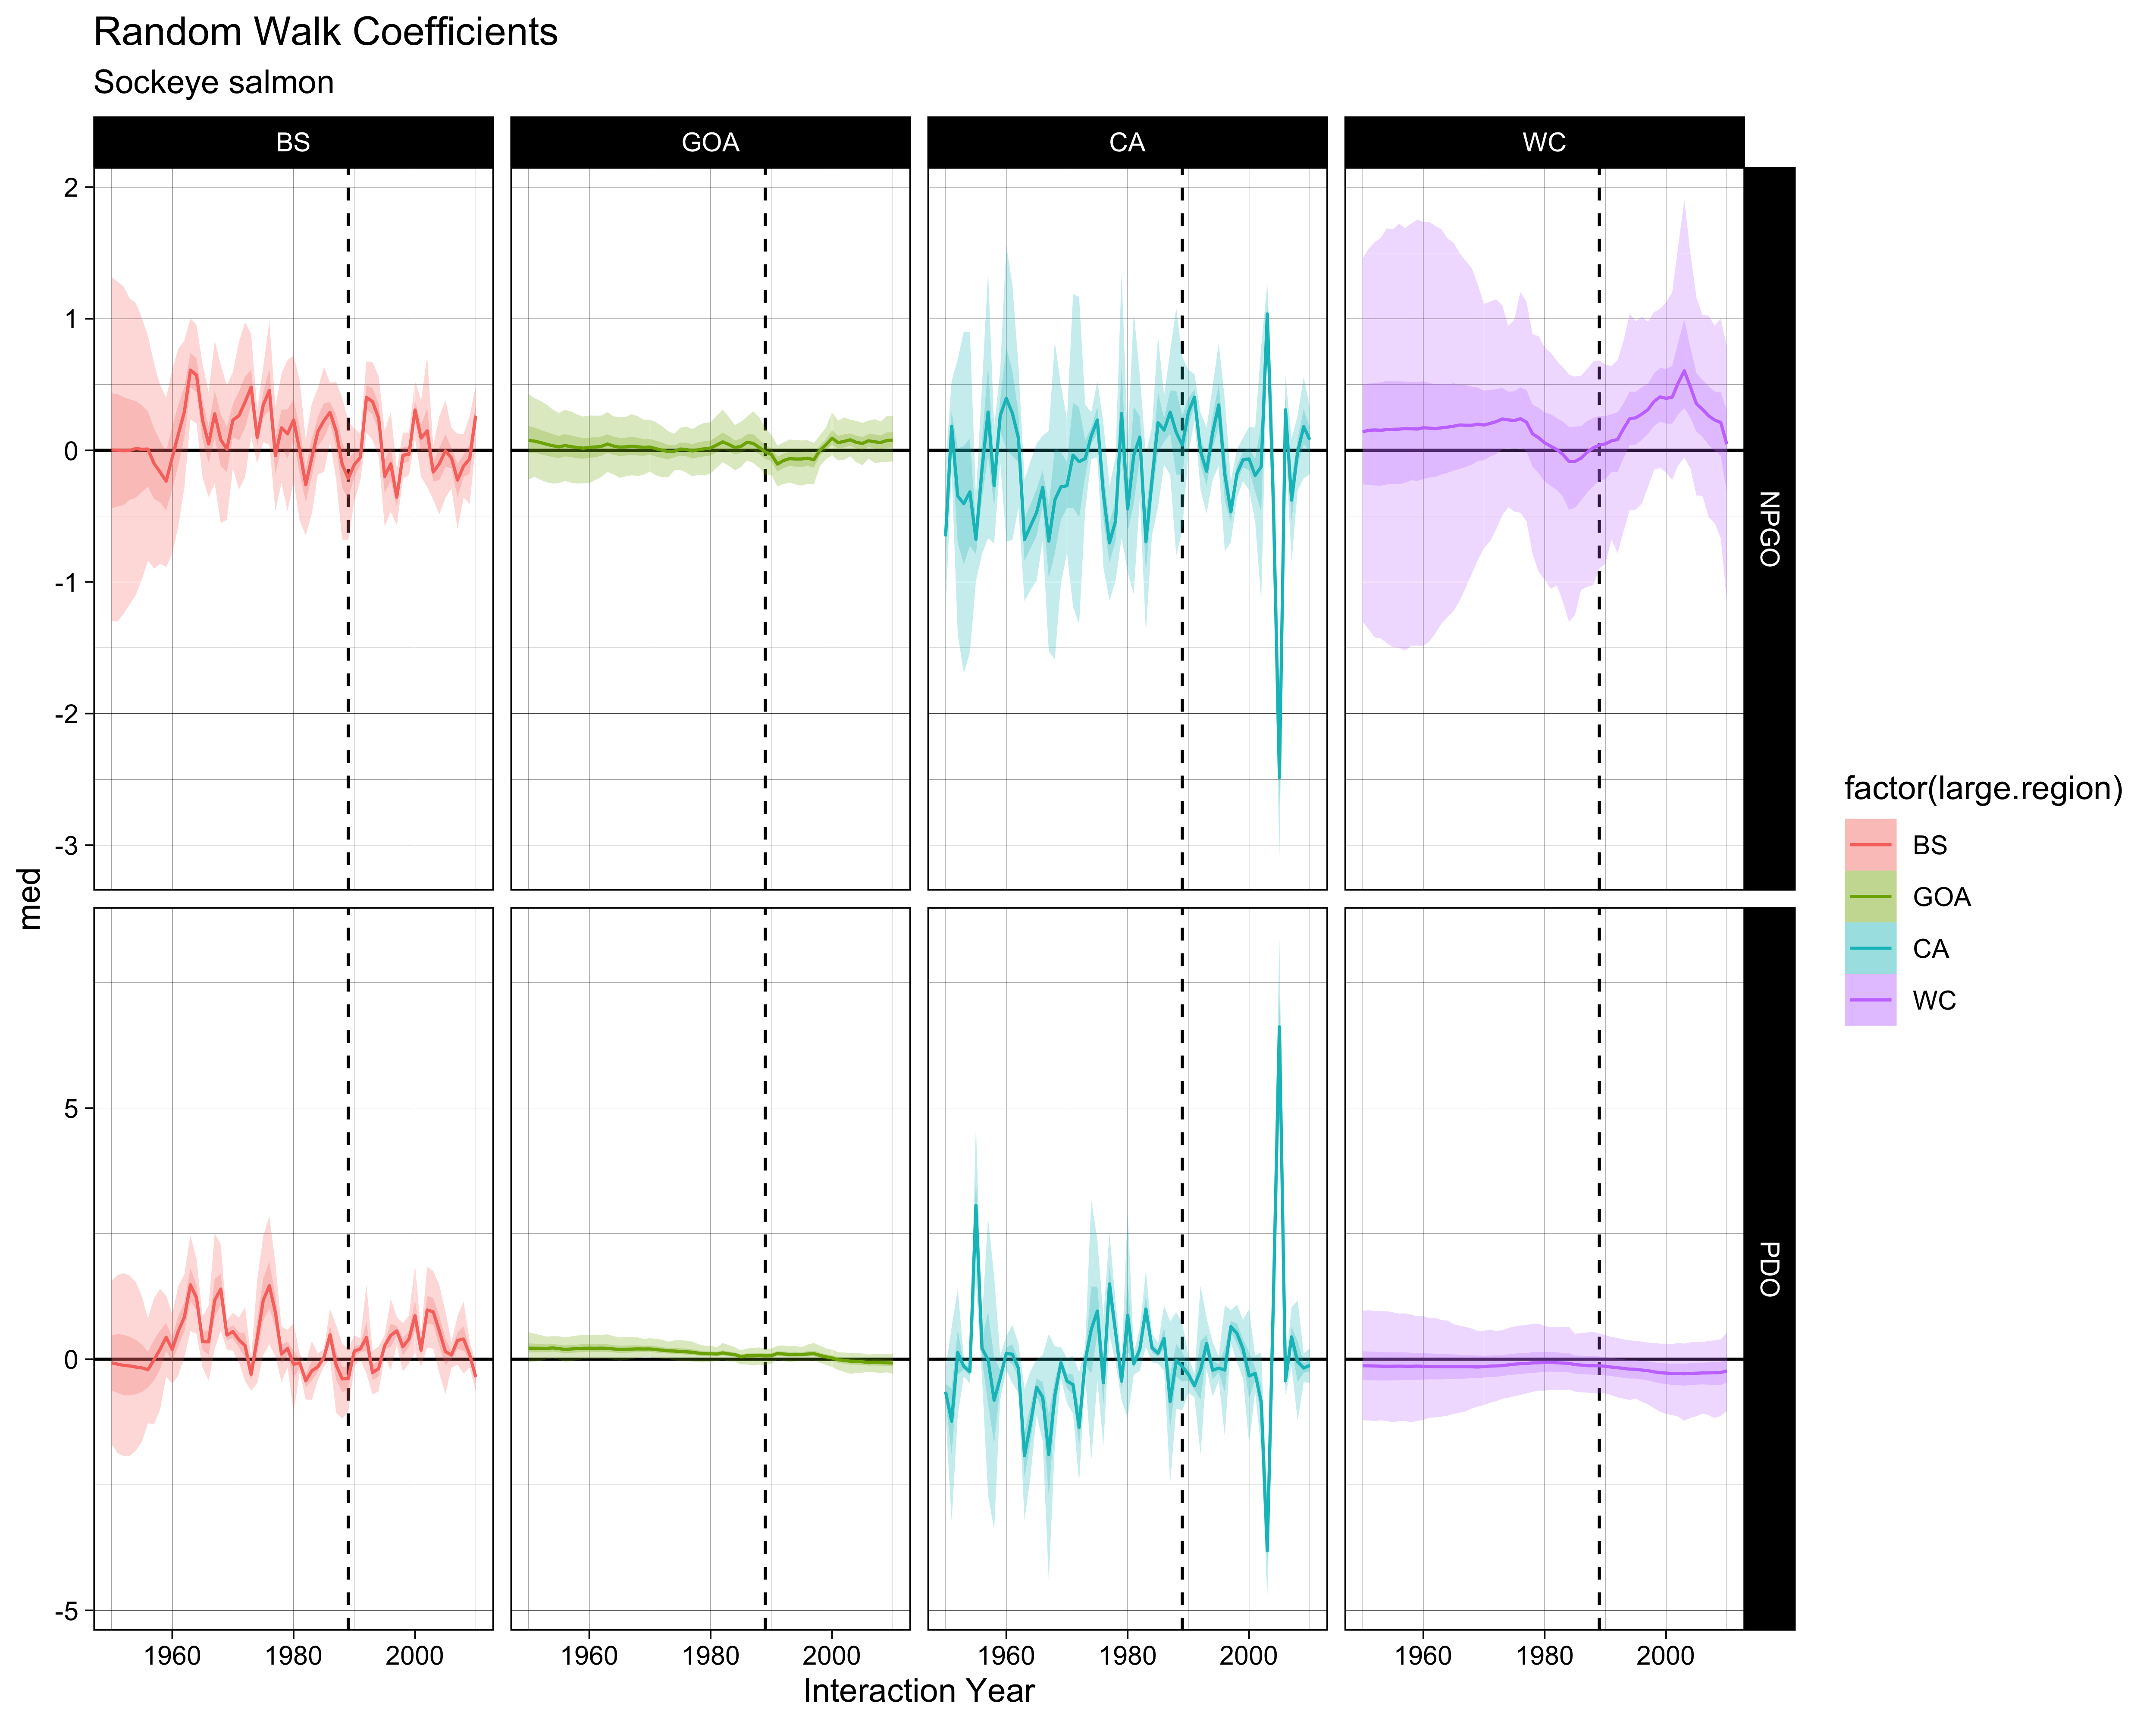 Random Walk Coefficients
Sockeye salmon
BS GOA CA WC
2
1
0
-1
-2
-3
NPGO
med
5
0
-5
PDO
1960 1980 2000 1960 1980 2000 1960 1980 2000 1960 1980 2000
Interaction Year
factor(large.region)
BS
GOA
CA
WC